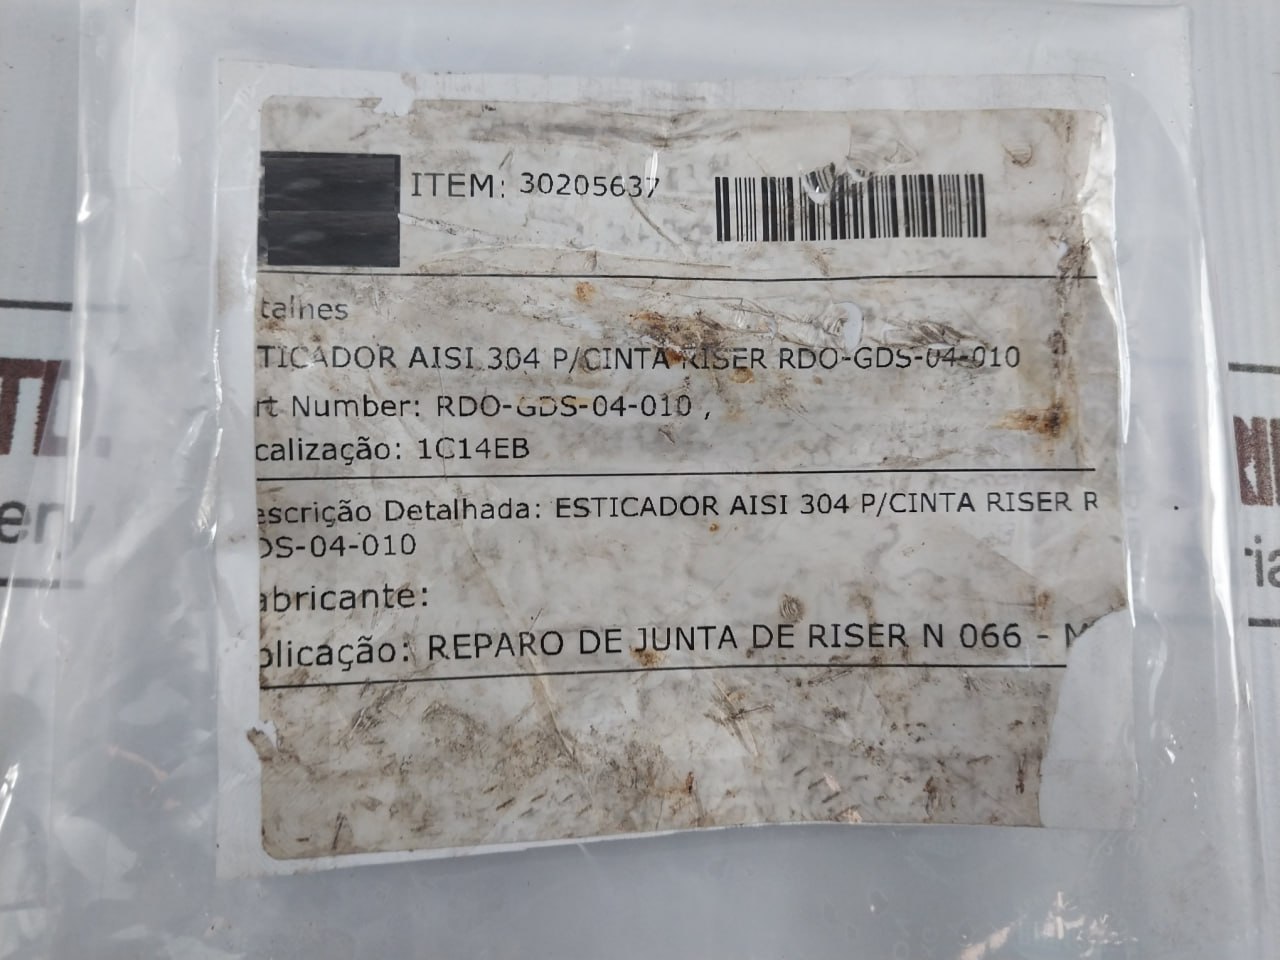 ITEM: 30205637
talhes
TICADOR AISI 304 P/CINTA RISER RDO-GDS-04-010
rt Number: RDO-GDS-04-010 ,
calização: 1C14EB
escrição Detalhada: ESTICADOR AISI 304 P/CINTA RISER R
DS-04-010
abricante:
plicação: REPARO DE JUNTA DE RISER N 066 - M